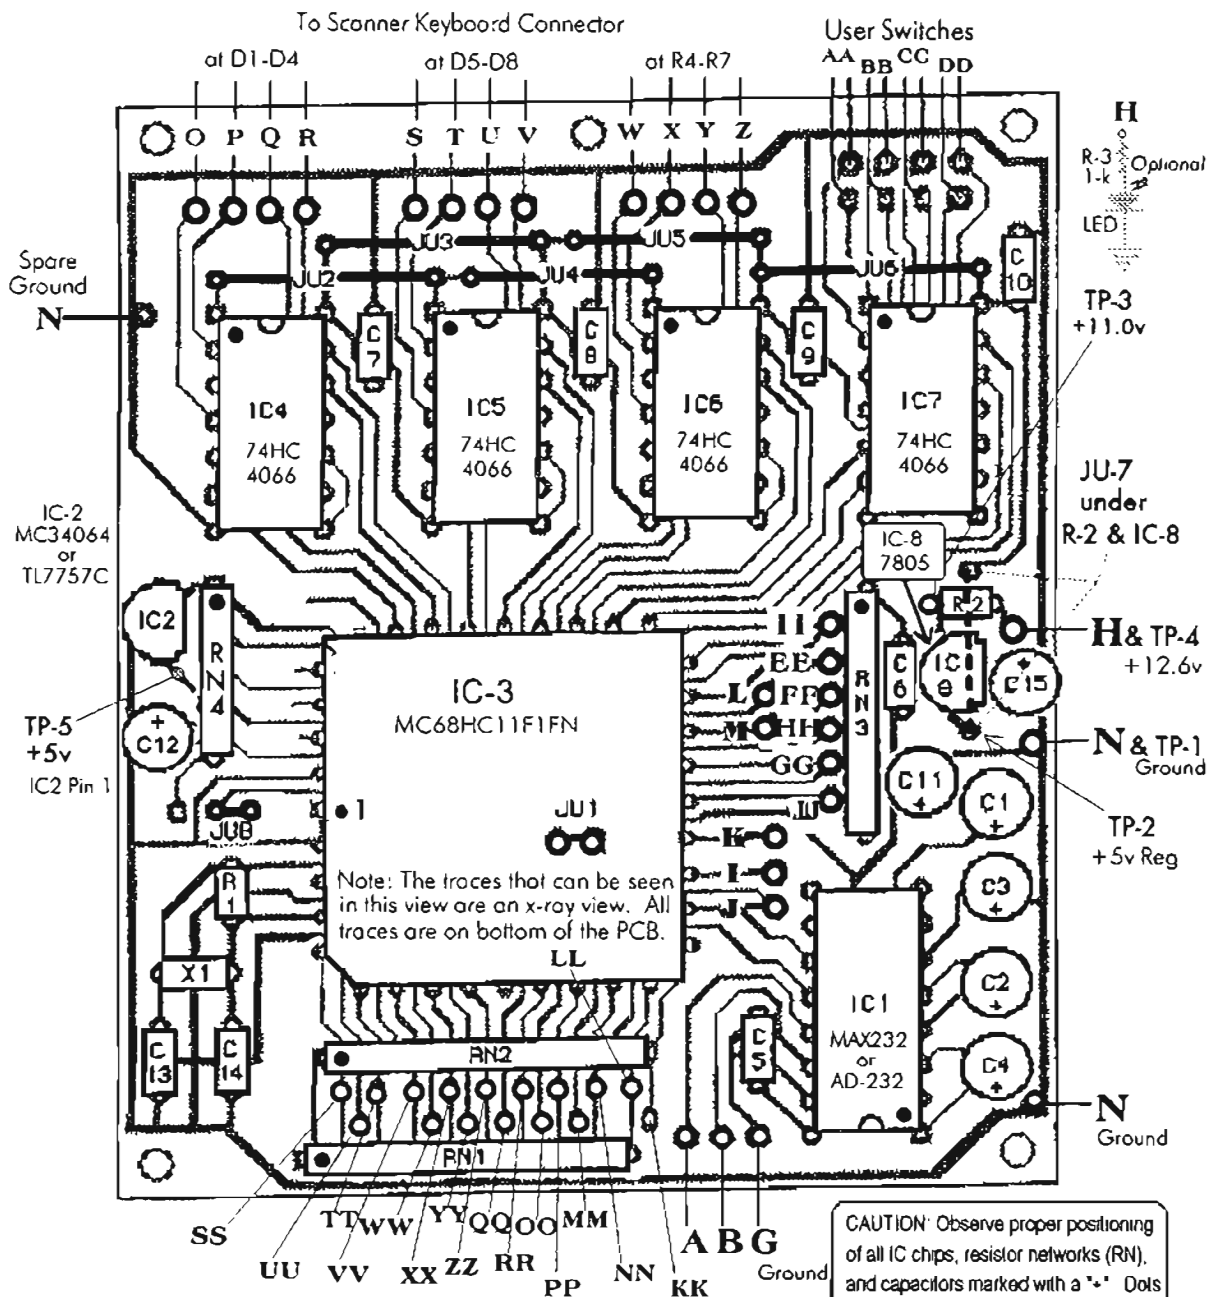 To Scanner Keyboard Connector
User Switches
at D1-D4
at D5-D8
at R4-R7
AA BB CC DD
O P Q R
S T U V
W X Y Z
H
R-3
1-k
Optional
LED
JU3
JU5
JU2
JU4
JU6
C
10
Spare
Ground
N
TP-3
+11.0v
C
7
C
8
C
9
IC4
74HC
4066
IC5
74HC
4066
IC6
74HC
4066
IC7
74HC
4066
JU-7
under
R-2 & IC-8
IC-2
MC34064
or
TL7757C
IC-8
7805
R-2
IC2
RN4
H & TP-4
+12.6v
II
EE
L FF
M HH
GG
JJ
RN3
C
6
IC
8
+
C15
IC-3
MC68HC11F1FN
TP-5
+5v
IC2 Pin 1
+
C12
N & TP-1
Ground
C11
+
C1
+
TP-2
+5v Reg
JU8
1
JU1
K
I
J
R
1
Note: The traces that can be seen
in this view are an x-ray view. All
traces are on bottom of the PCB.
LL
C3
+
X1
IC1
MAX232
or
AD-232
C2
+
C
13
C
14
RN2
C
5
C4
+
RN1
N
Ground
SS
TT WW YY QQ OO MM
UU VV XX ZZ RR PP NN KK
A B G
Ground
CAUTION: Observe proper positioning
of all IC chips, resistor networks (RN),
and capacitors marked with a "+" Dots